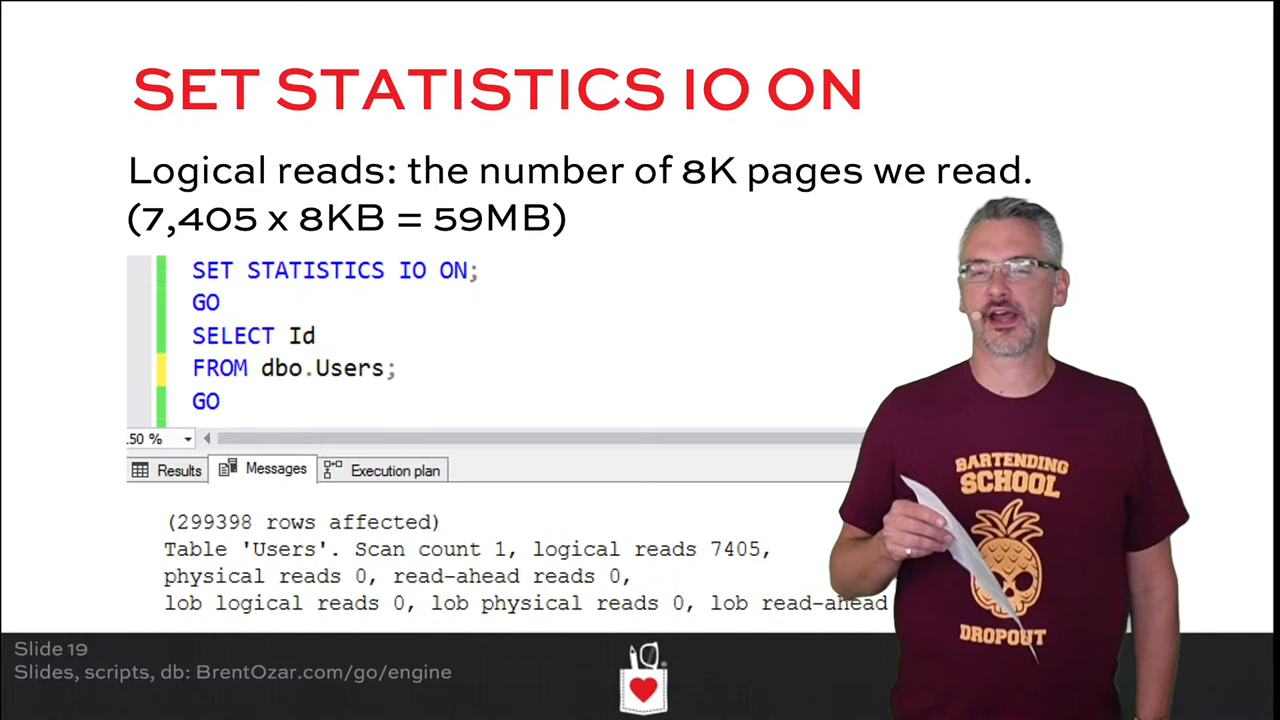 SET STATISTICS IO ON
Logical reads: the number of 8K pages we read.
(7,405 x 8KB = 59MB)
SET STATISTICS IO ON;
GO
SELECT Id
FROM dbo.Users;
GO
.50 %
Results Messages Execution plan
(299398 rows affected)
Table 'Users'. Scan count 1, logical reads 7405,
physical reads 0, read-ahead reads 0,
lob logical reads 0, lob physical reads 0, lob read-ahead
BARTENDING
SCHOOL
DROPOUT
Slide 19
Slides, scripts, db: BrentOzar.com/go/engine